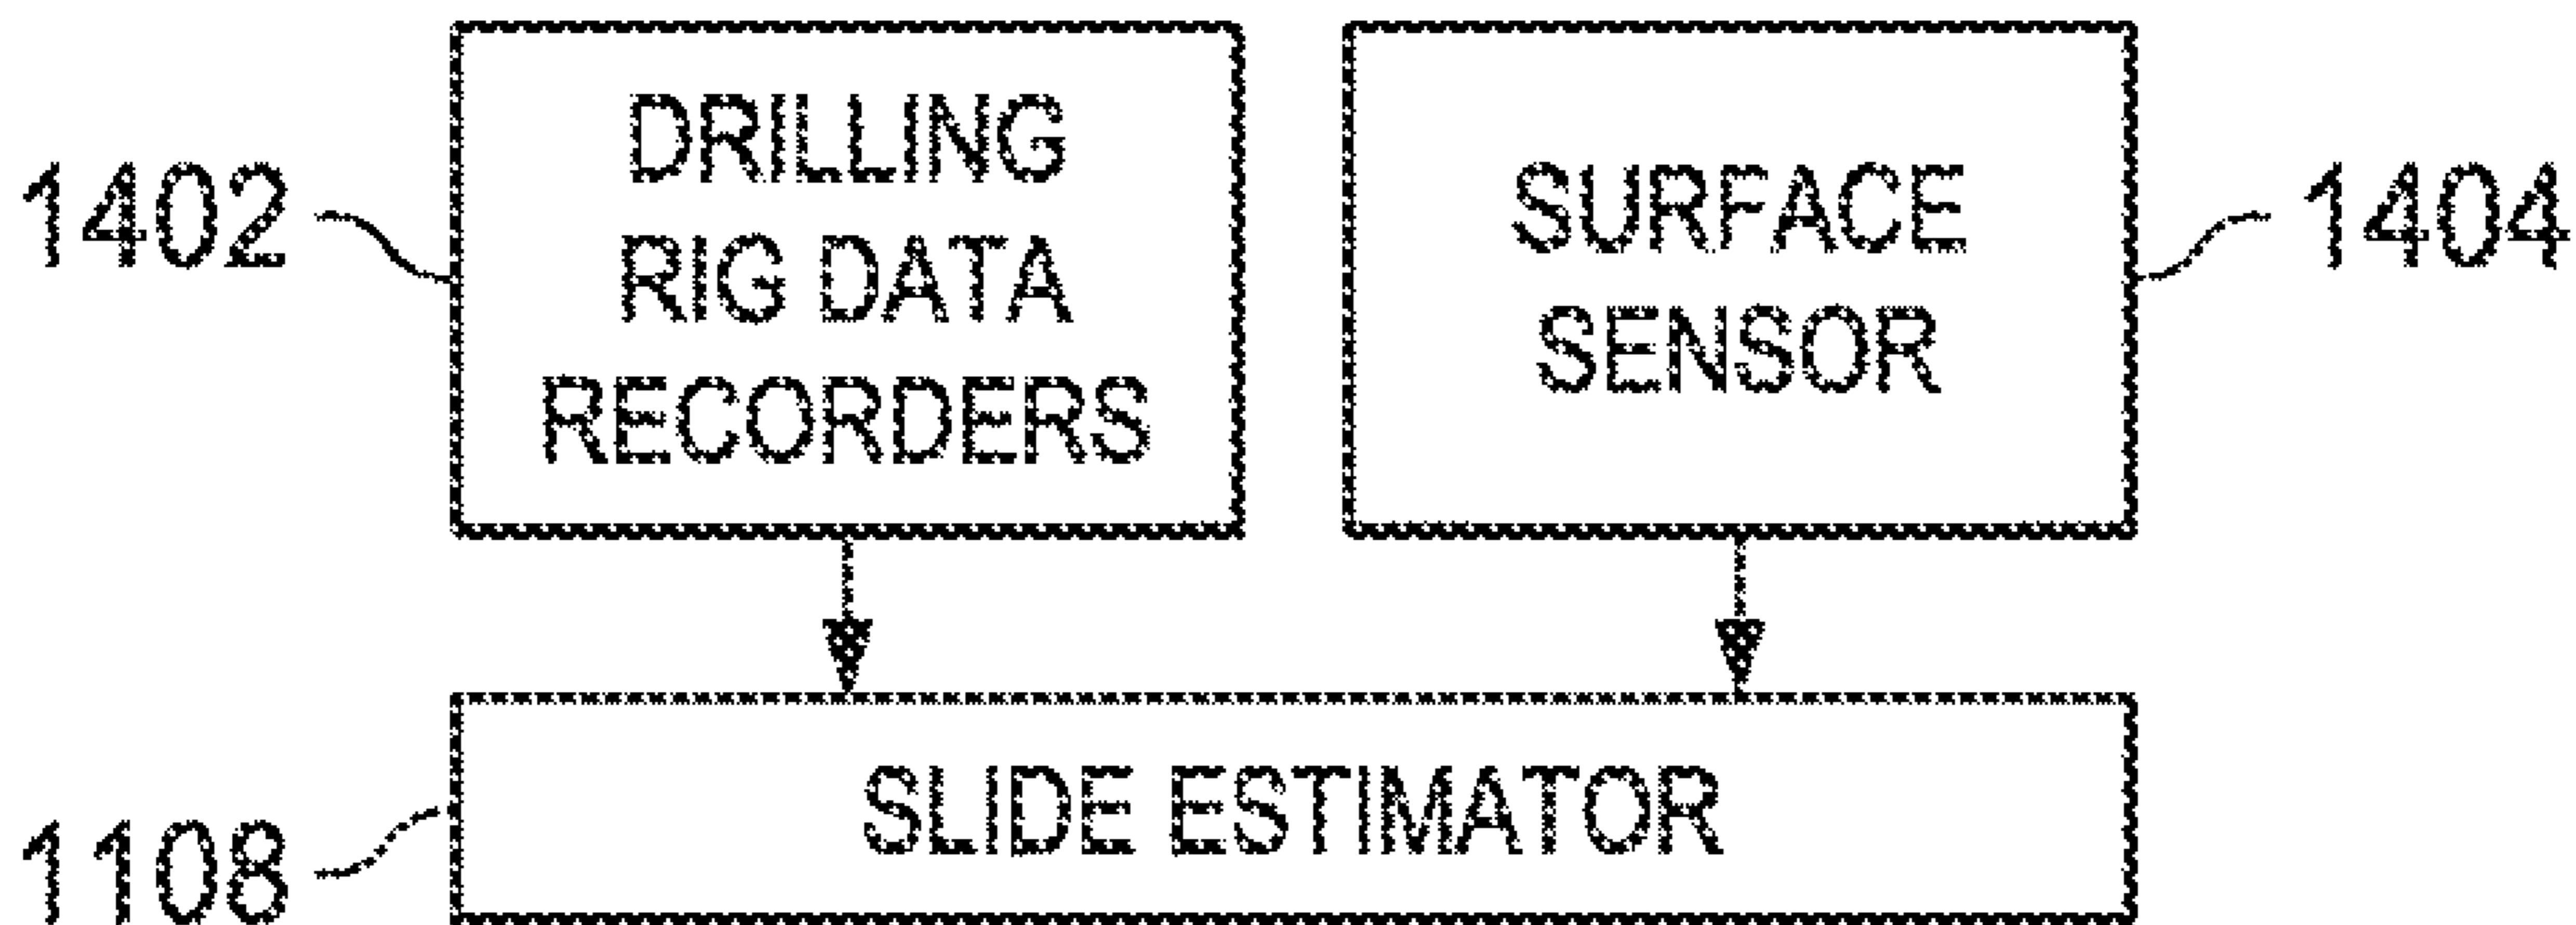 DRILLING
RIG DATA
RECORDERS
1402
SURFACE
SENSOR
1404
SLIDE ESTIMATOR
1108